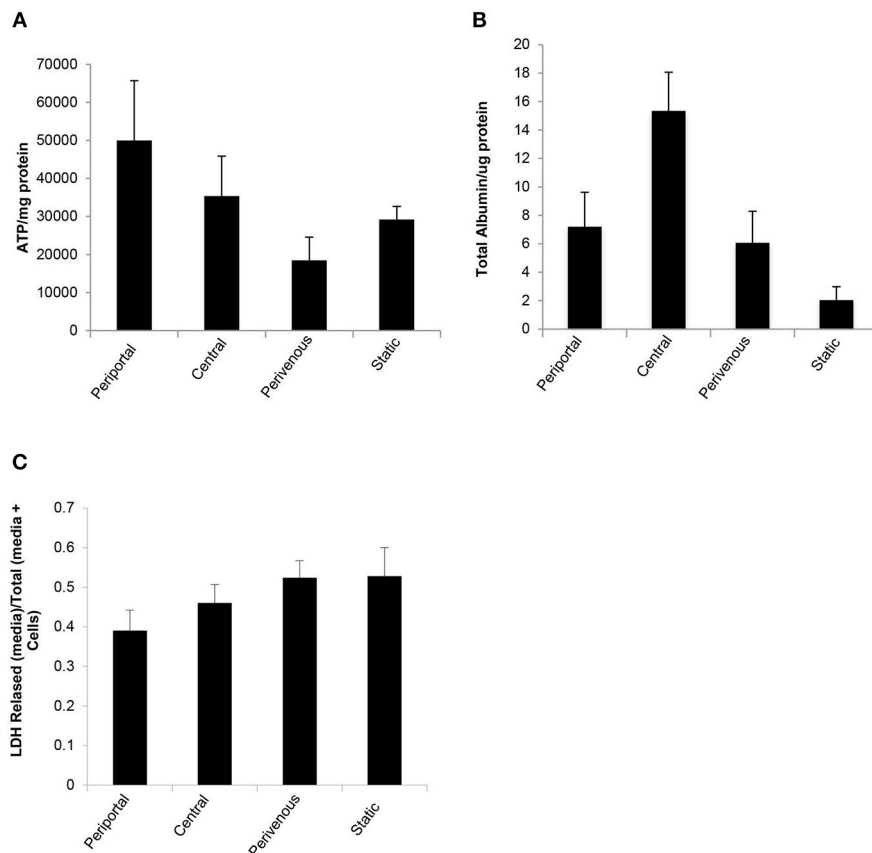 A
ATP/mg protein
70000
60000
50000
40000
30000
20000
10000
0
Periportal
Central
Perivenous
Static
B
Total Albumin/ug protein
20
18
16
14
12
10
8
6
4
2
0
Periportal
Central
Perivenous
Static
C
LDH Relased (media)/Total (media +
Cells)
0.7
0.6
0.5
0.4
0.3
0.2
0.1
0
Periportal
Central
Perivenous
Static